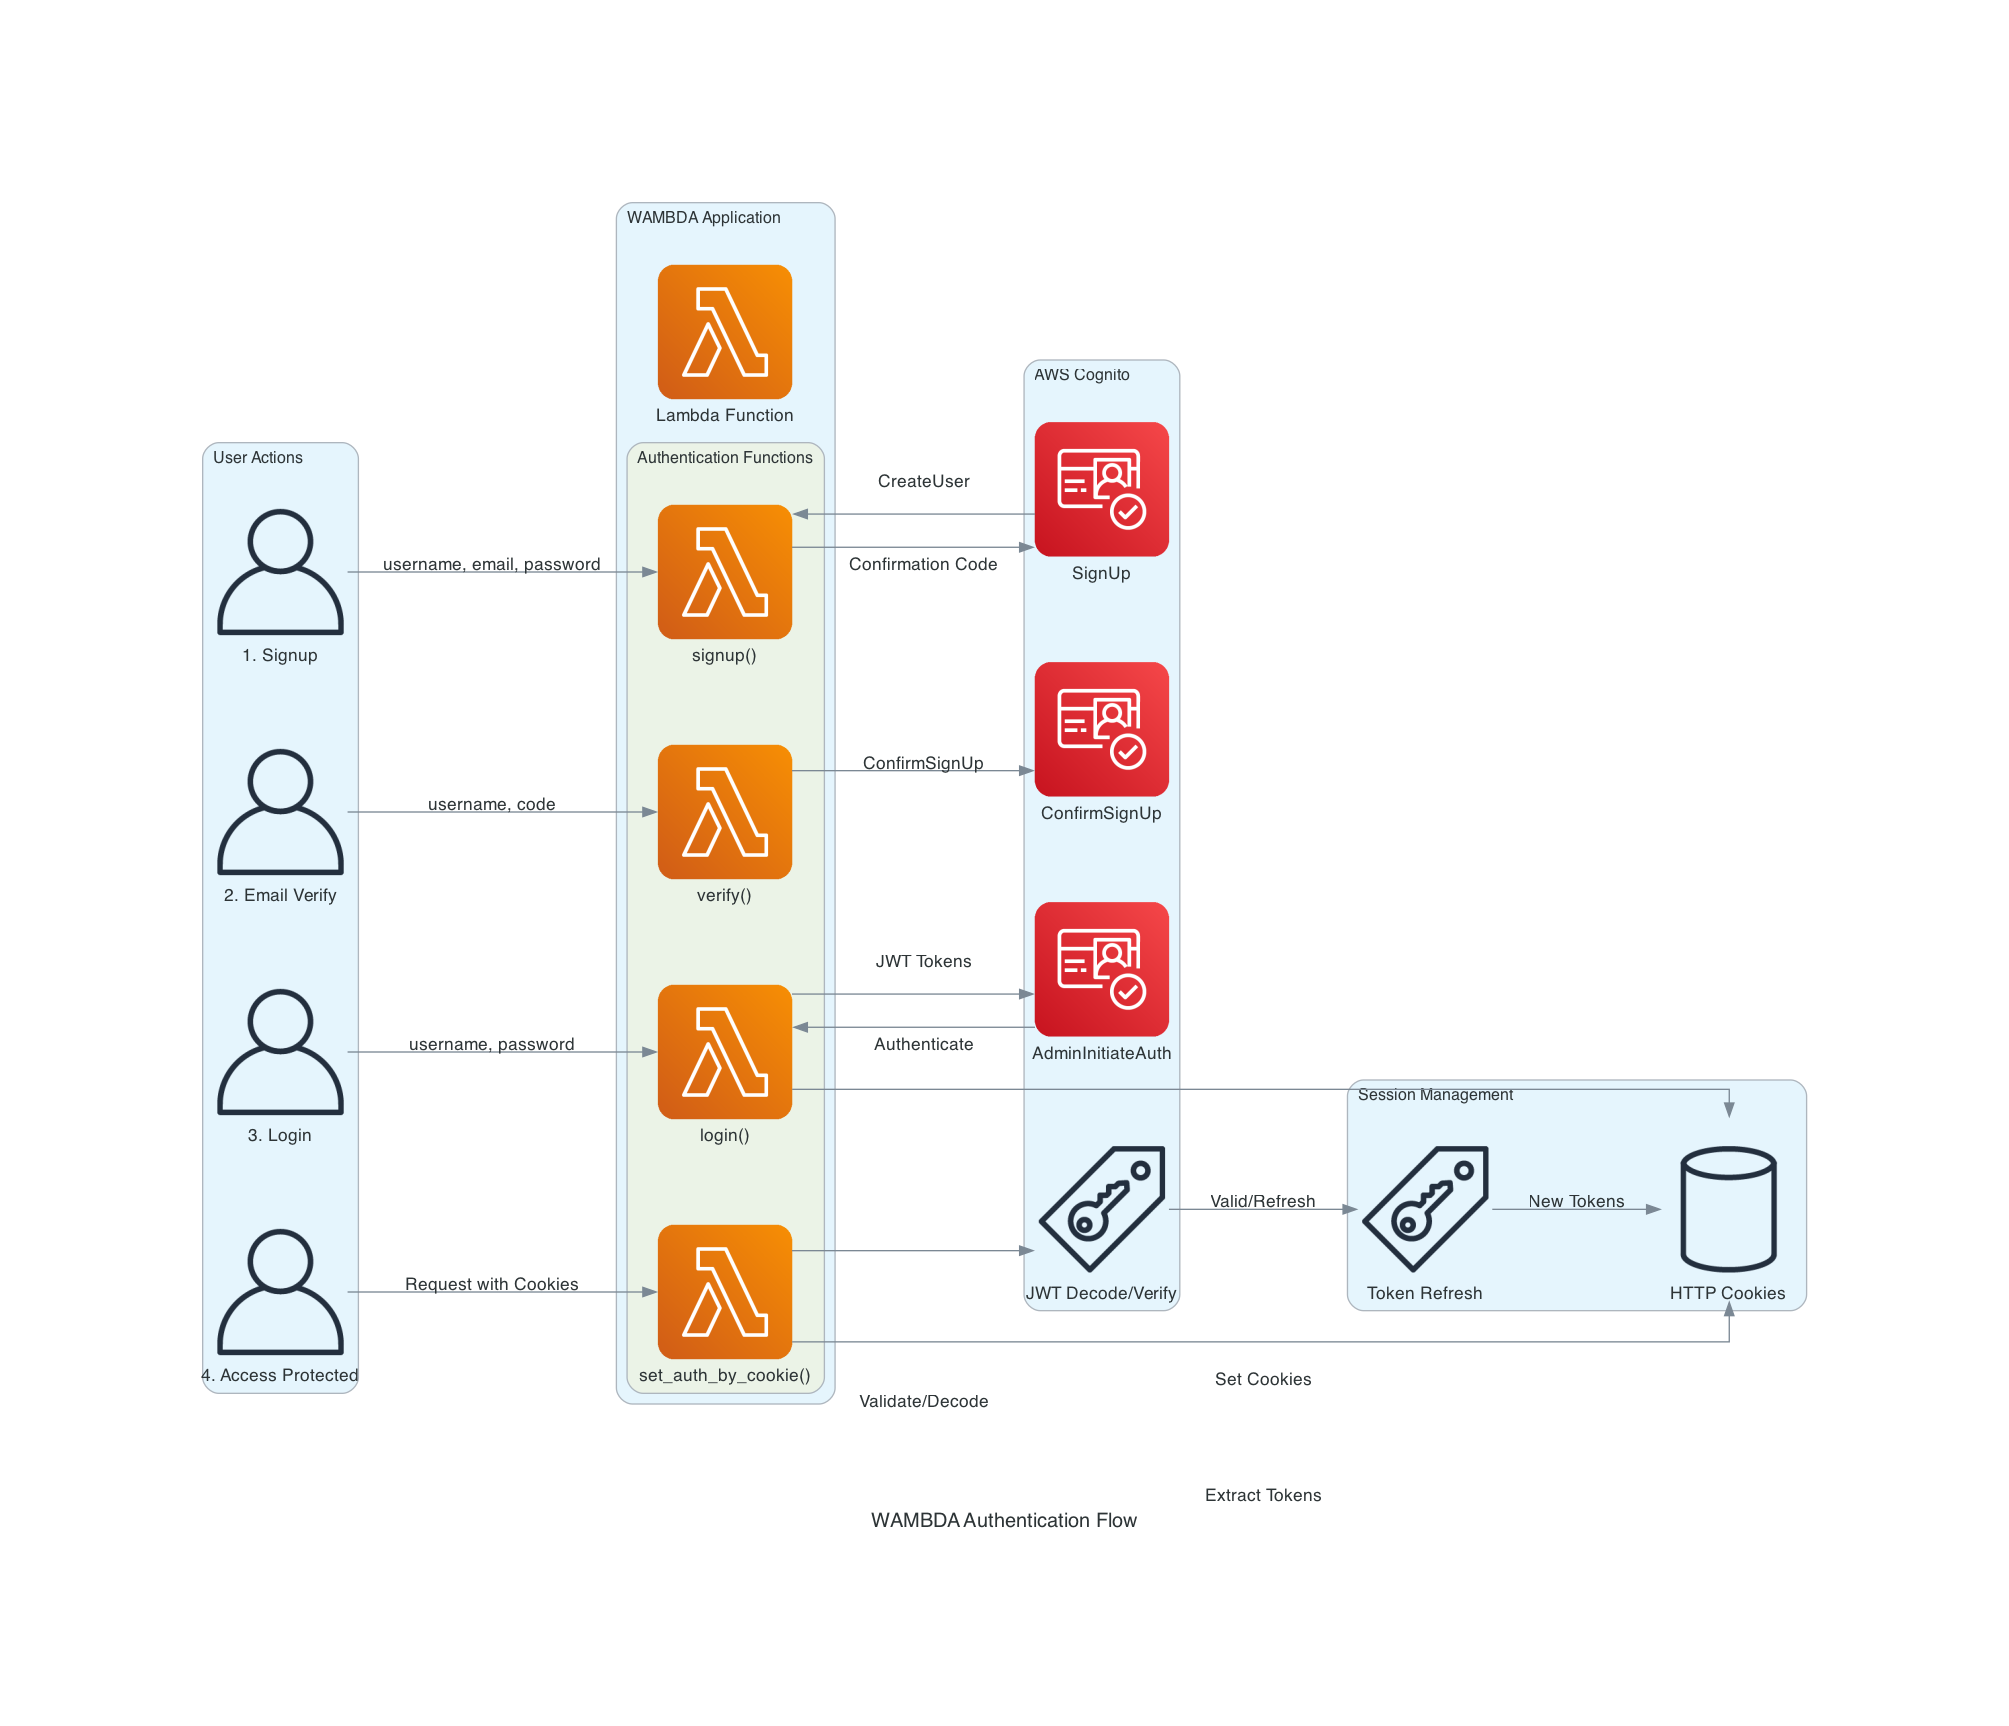 WAMBDA Application
Lambda Function
AWS Cognito
User Actions
Authentication Functions
CreateUser
username, email, password
Confirmation Code
SignUp
1. Signup
signup()
ConfirmSignUp
username, code
ConfirmSignUp
2. Email Verify
verify()
JWT Tokens
username, password
Authenticate
AdminInitiateAuth
Session Management
3. Login
login()
Valid/Refresh
New Tokens
Request with Cookies
JWT Decode/Verify
Token Refresh
HTTP Cookies
4. Access Protected
set_auth_by_cookie()
Set Cookies
Validate/Decode
Extract Tokens
WAMBDA Authentication Flow